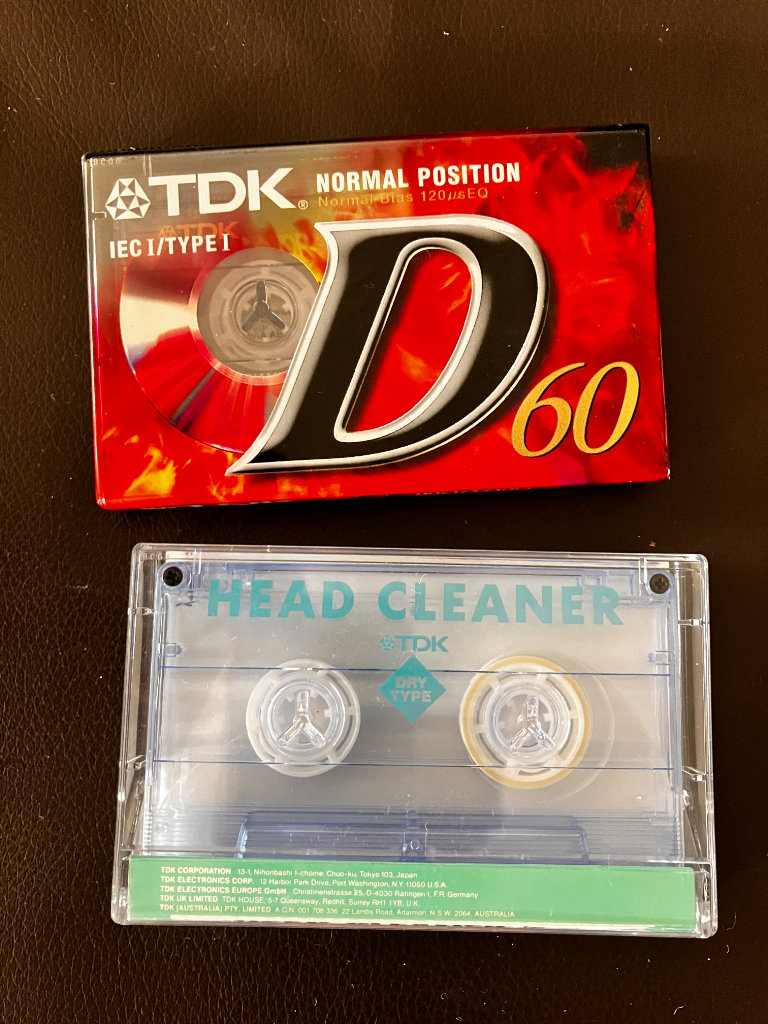 TDK® NORMAL POSITION
Normal Bias 120µsEQ
IEC I/TYPE I
D
60
HEAD CLEANER
TDK
DRY
TYPE
TDK CORPORATION 13-1, Nihonbashi 1-chome, Chuo-ku, Tokyo 103, Japan
TDK ELECTRONICS CORP. 12 Harbor Park Drive, Port Washington, N.Y. 11050 U.S.A.
TDK ELECTRONICS EUROPE GmbH Christinenstrasse 25, D-4030 Ratingen 1, F.R. Germany
TDK UK LIMITED TDK HOUSE: 5-7 Queensway, Redhill, Surrey RH1 1YB, U.K.
TDK (AUSTRALIA) PTY. LIMITED A.C.N. 001 708 336 22 Lambs Road, Artarmon, N.S.W. 2064, AUSTRALIA